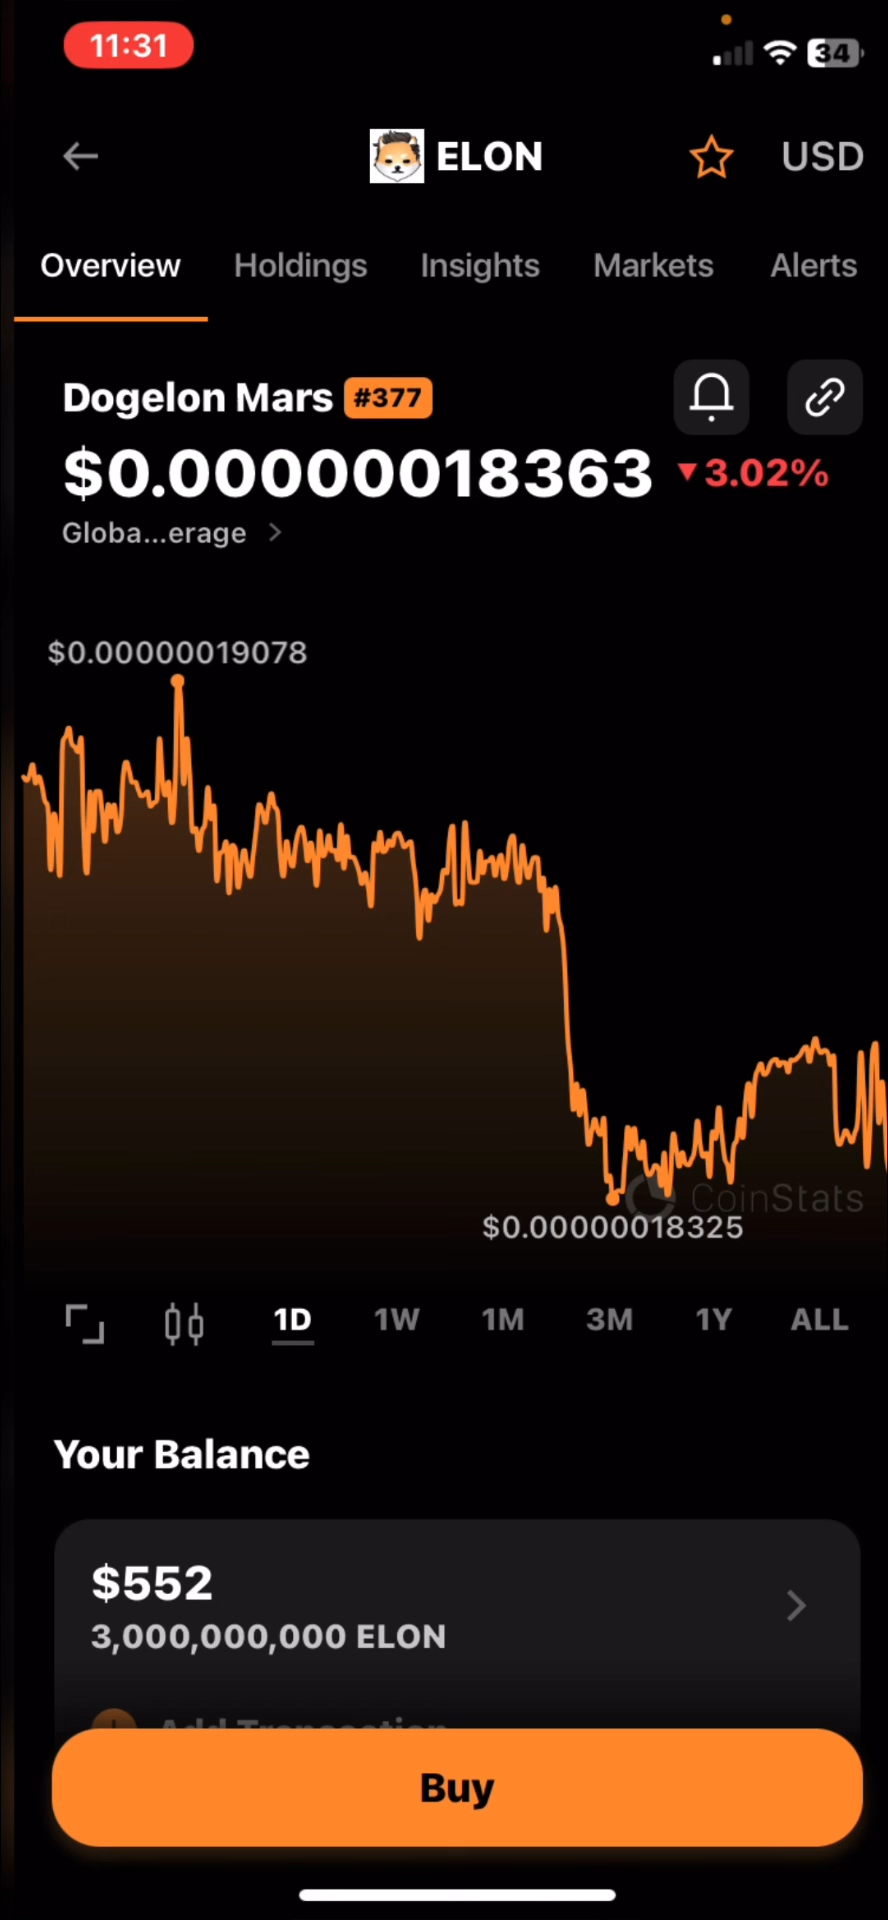 11:31
34
ELON
USD
Overview Holdings Insights Markets Alerts
Dogelon Mars #377
$0.00000018363 ▼3.02%
Globa...erage
$0.00000019078
CoinStats
$0.00000018325
1D 1W 1M 3M 1Y ALL
Your Balance
$552
3,000,000,000 ELON
Add Transaction
Buy